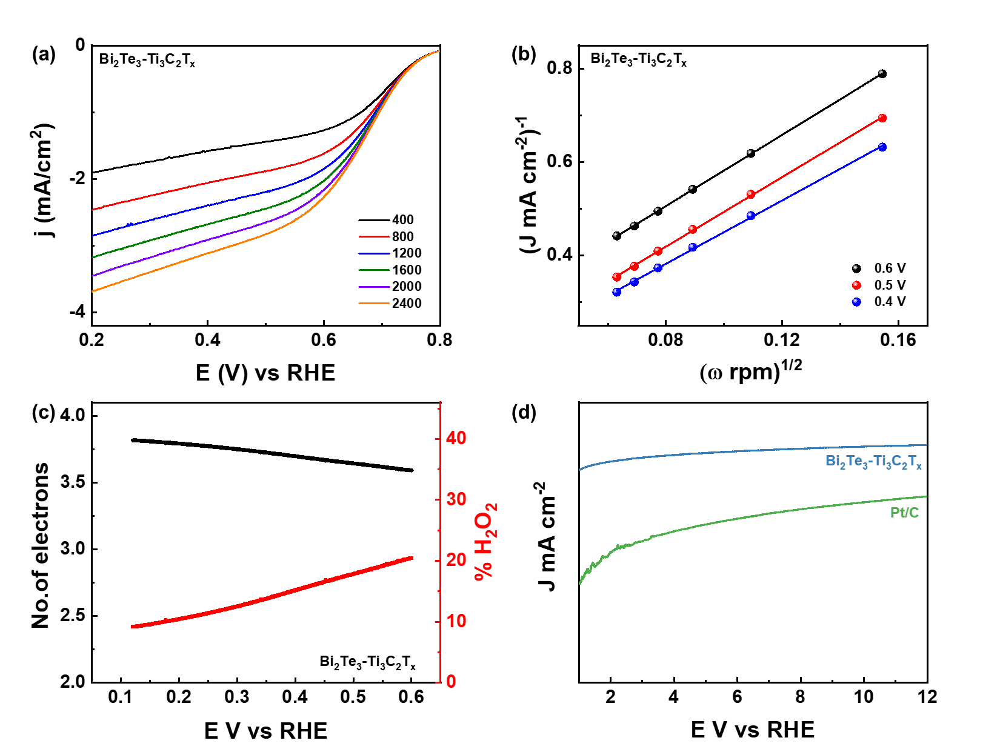 (a)
Bi₂Te₃-Ti₃C₂Tₓ
0
-2
-4
j (mA/cm²)
400
800
1200
1600
2000
2400
0.2
0.4
0.6
0.8
E (V) vs RHE
(b)
Bi₂Te₃-Ti₃C₂Tₓ
0.8
0.6
0.4
(J mA cm⁻²)⁻¹
0.6 V
0.5 V
0.4 V
0.08
0.12
0.16
(ω rpm)¹/²
(c)
4.0
3.5
3.0
2.5
2.0
No.of electrons
40
30
20
10
0
% H₂O₂
Bi₂Te₃-Ti₃C₂Tₓ
0.1
0.2
0.3
0.4
0.5
0.6
E V vs RHE
(d)
J mA cm⁻²
Bi₂Te₃-Ti₃C₂Tₓ
Pt/C
2
4
6
8
10
12
E V vs RHE